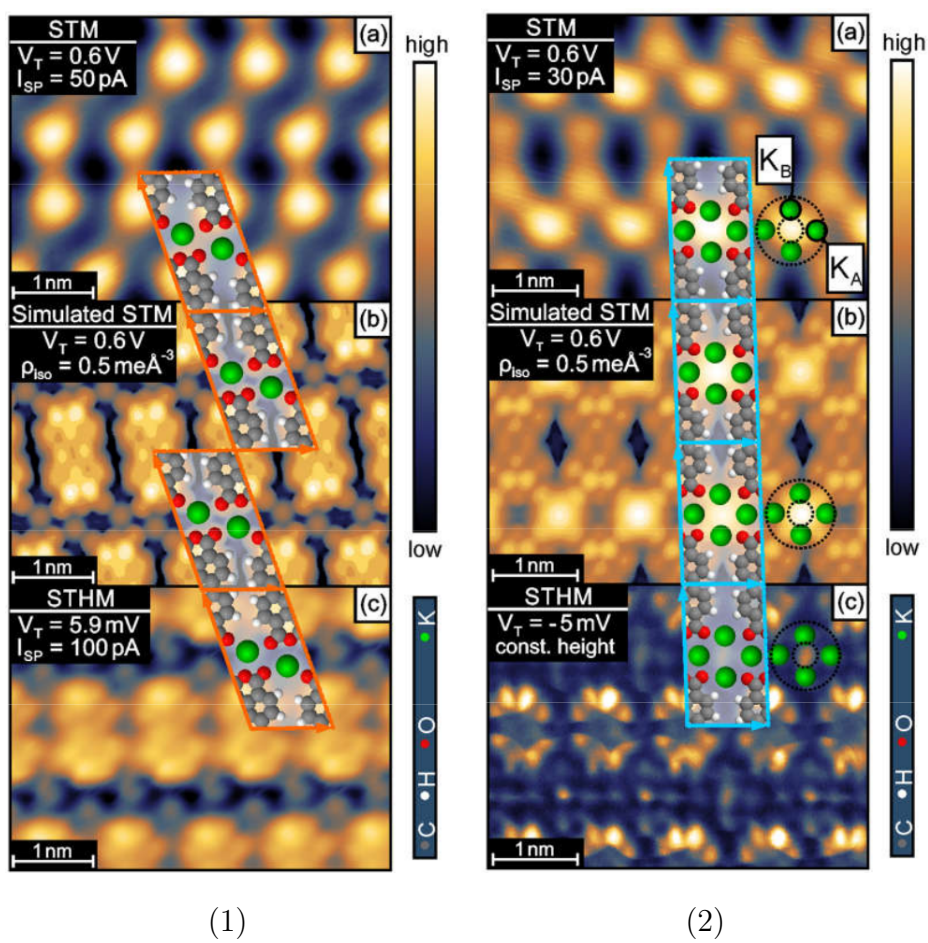 STM
V_T = 0.6 V
I_SP = 50 pA
(a)
1 nm
Simulated STM
V_T = 0.6 V
ρ_iso = 0.5 meÅ⁻³
(b)
1 nm
STHM
V_T = 5.9 mV
I_SP = 100 pA
(c)
1 nm
high
low
C H O K
(1)
STM
V_T = 0.6 V
I_SP = 30 pA
(a)
K_B
K_A
1 nm
Simulated STM
V_T = 0.6 V
ρ_iso = 0.5 meÅ⁻³
(b)
1 nm
STHM
V_T = -5 mV
const. height
(c)
1 nm
high
low
C H O K
(2)